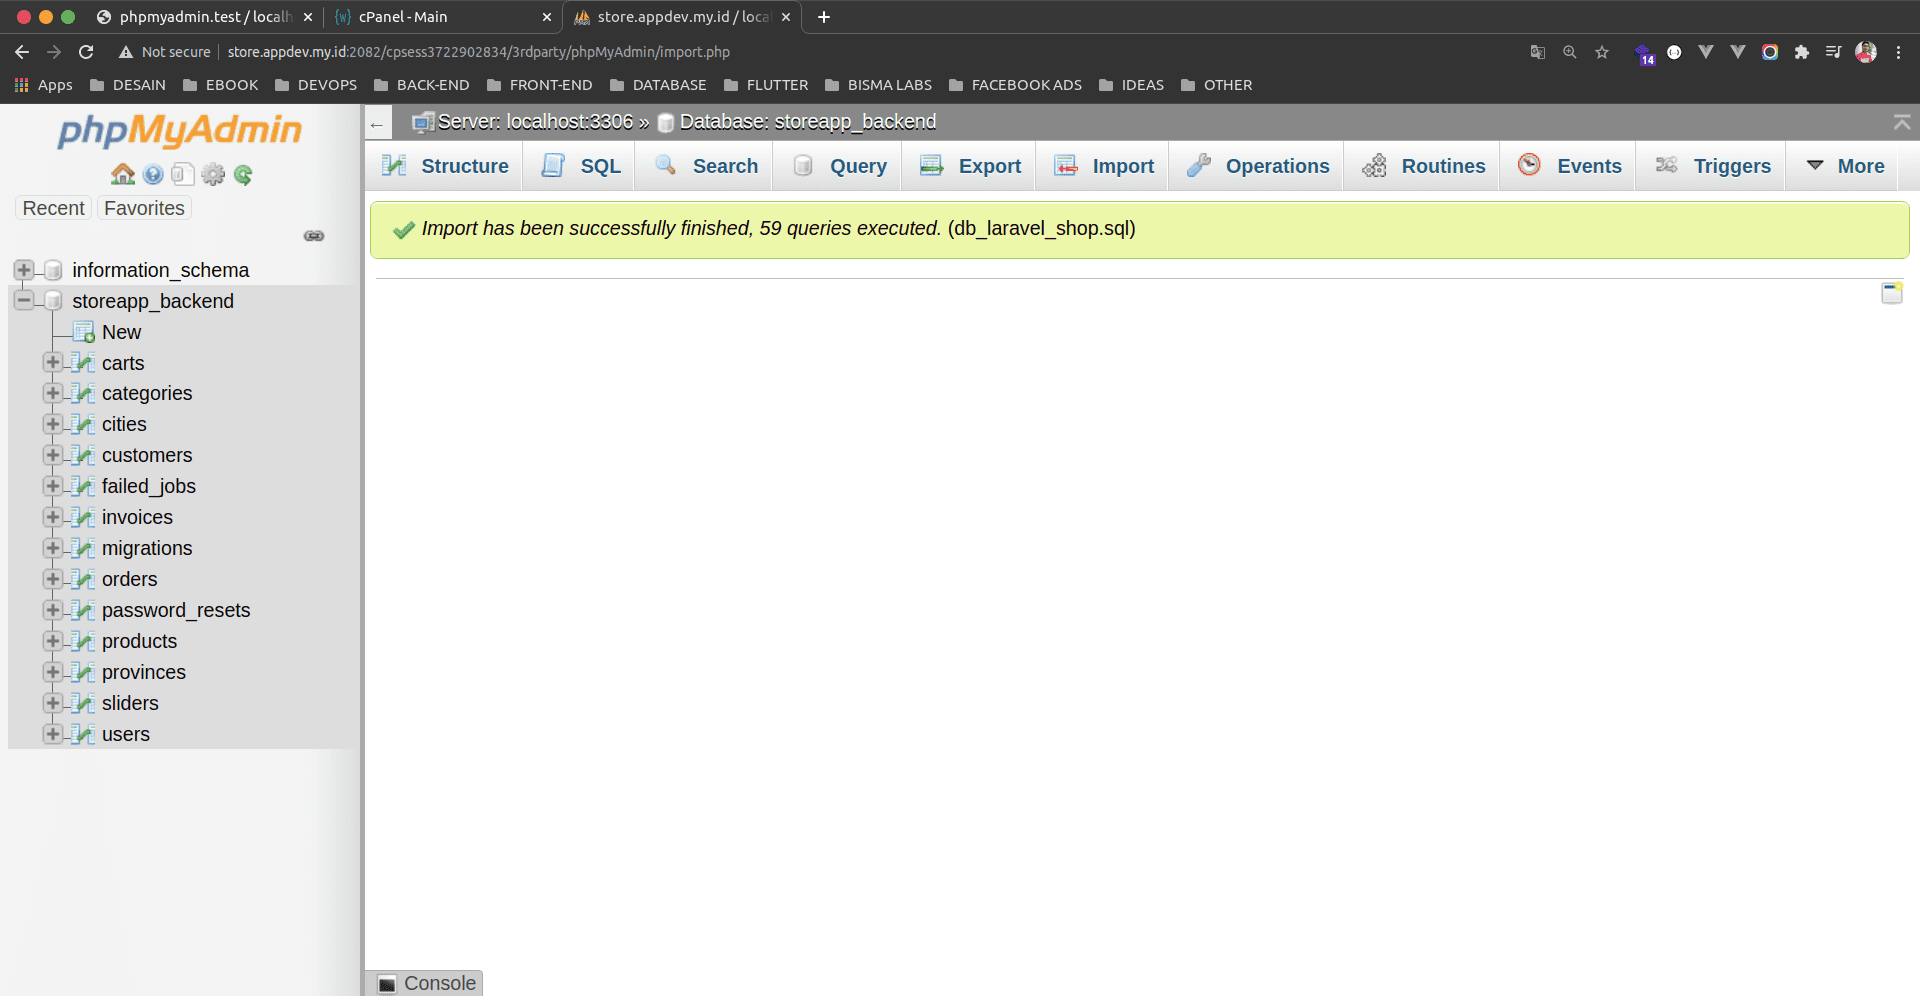 phpmyadmin.test / localh
cPanel - Main
store.appdev.my.id / loca
Not secure
store.appdev.my.id:2082/cpsess3722902834/3rdparty/phpMyAdmin/import.php
14
Apps
DESAIN
EBOOK
DEVOPS
BACK-END
FRONT-END
DATABASE
FLUTTER
BISMA LABS
FACEBOOK ADS
IDEAS
OTHER
phpMyAdmin
Recent
Favorites
information_schema
storeapp_backend
New
carts
categories
cities
customers
failed_jobs
invoices
migrations
orders
password_resets
products
provinces
sliders
users
Server: localhost:3306 » Database: storeapp_backend
Structure
SQL
Search
Query
Export
Import
Operations
Routines
Events
Triggers
More
Import has been successfully finished, 59 queries executed. (db_laravel_shop.sql)
Console